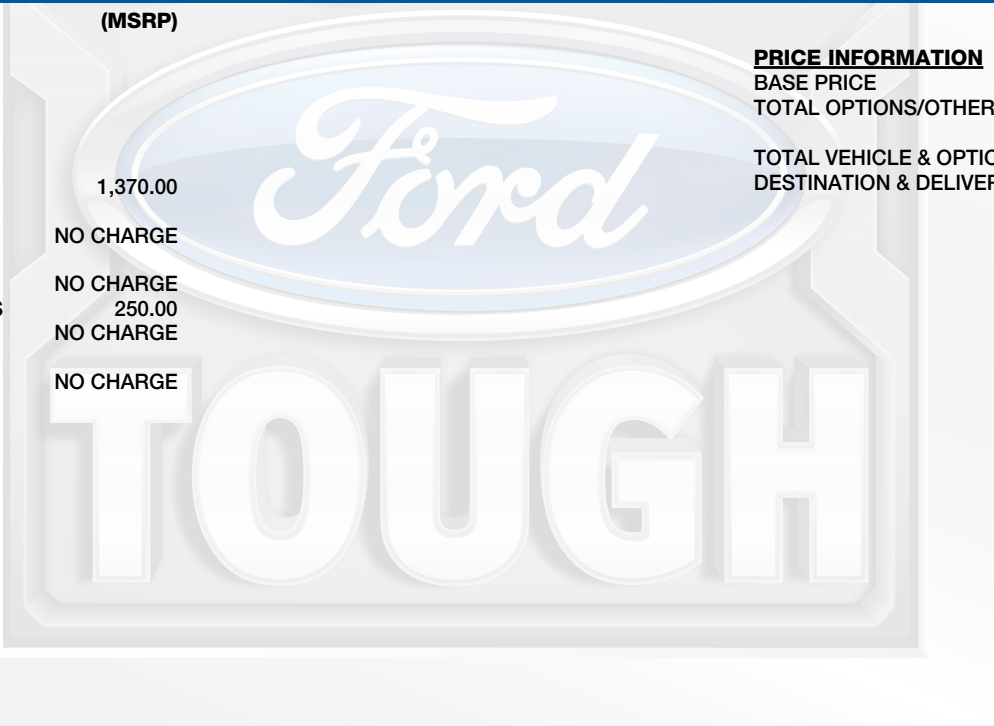 (MSRP)
1,370.00
NO CHARGE
NO CHARGE
S 250.00
NO CHARGE
NO CHARGE
PRICE INFORMATION
BASE PRICE
TOTAL OPTIONS/OTHER
TOTAL VEHICLE & OPTIO
DESTINATION & DELIVER
Ford
TOUGH